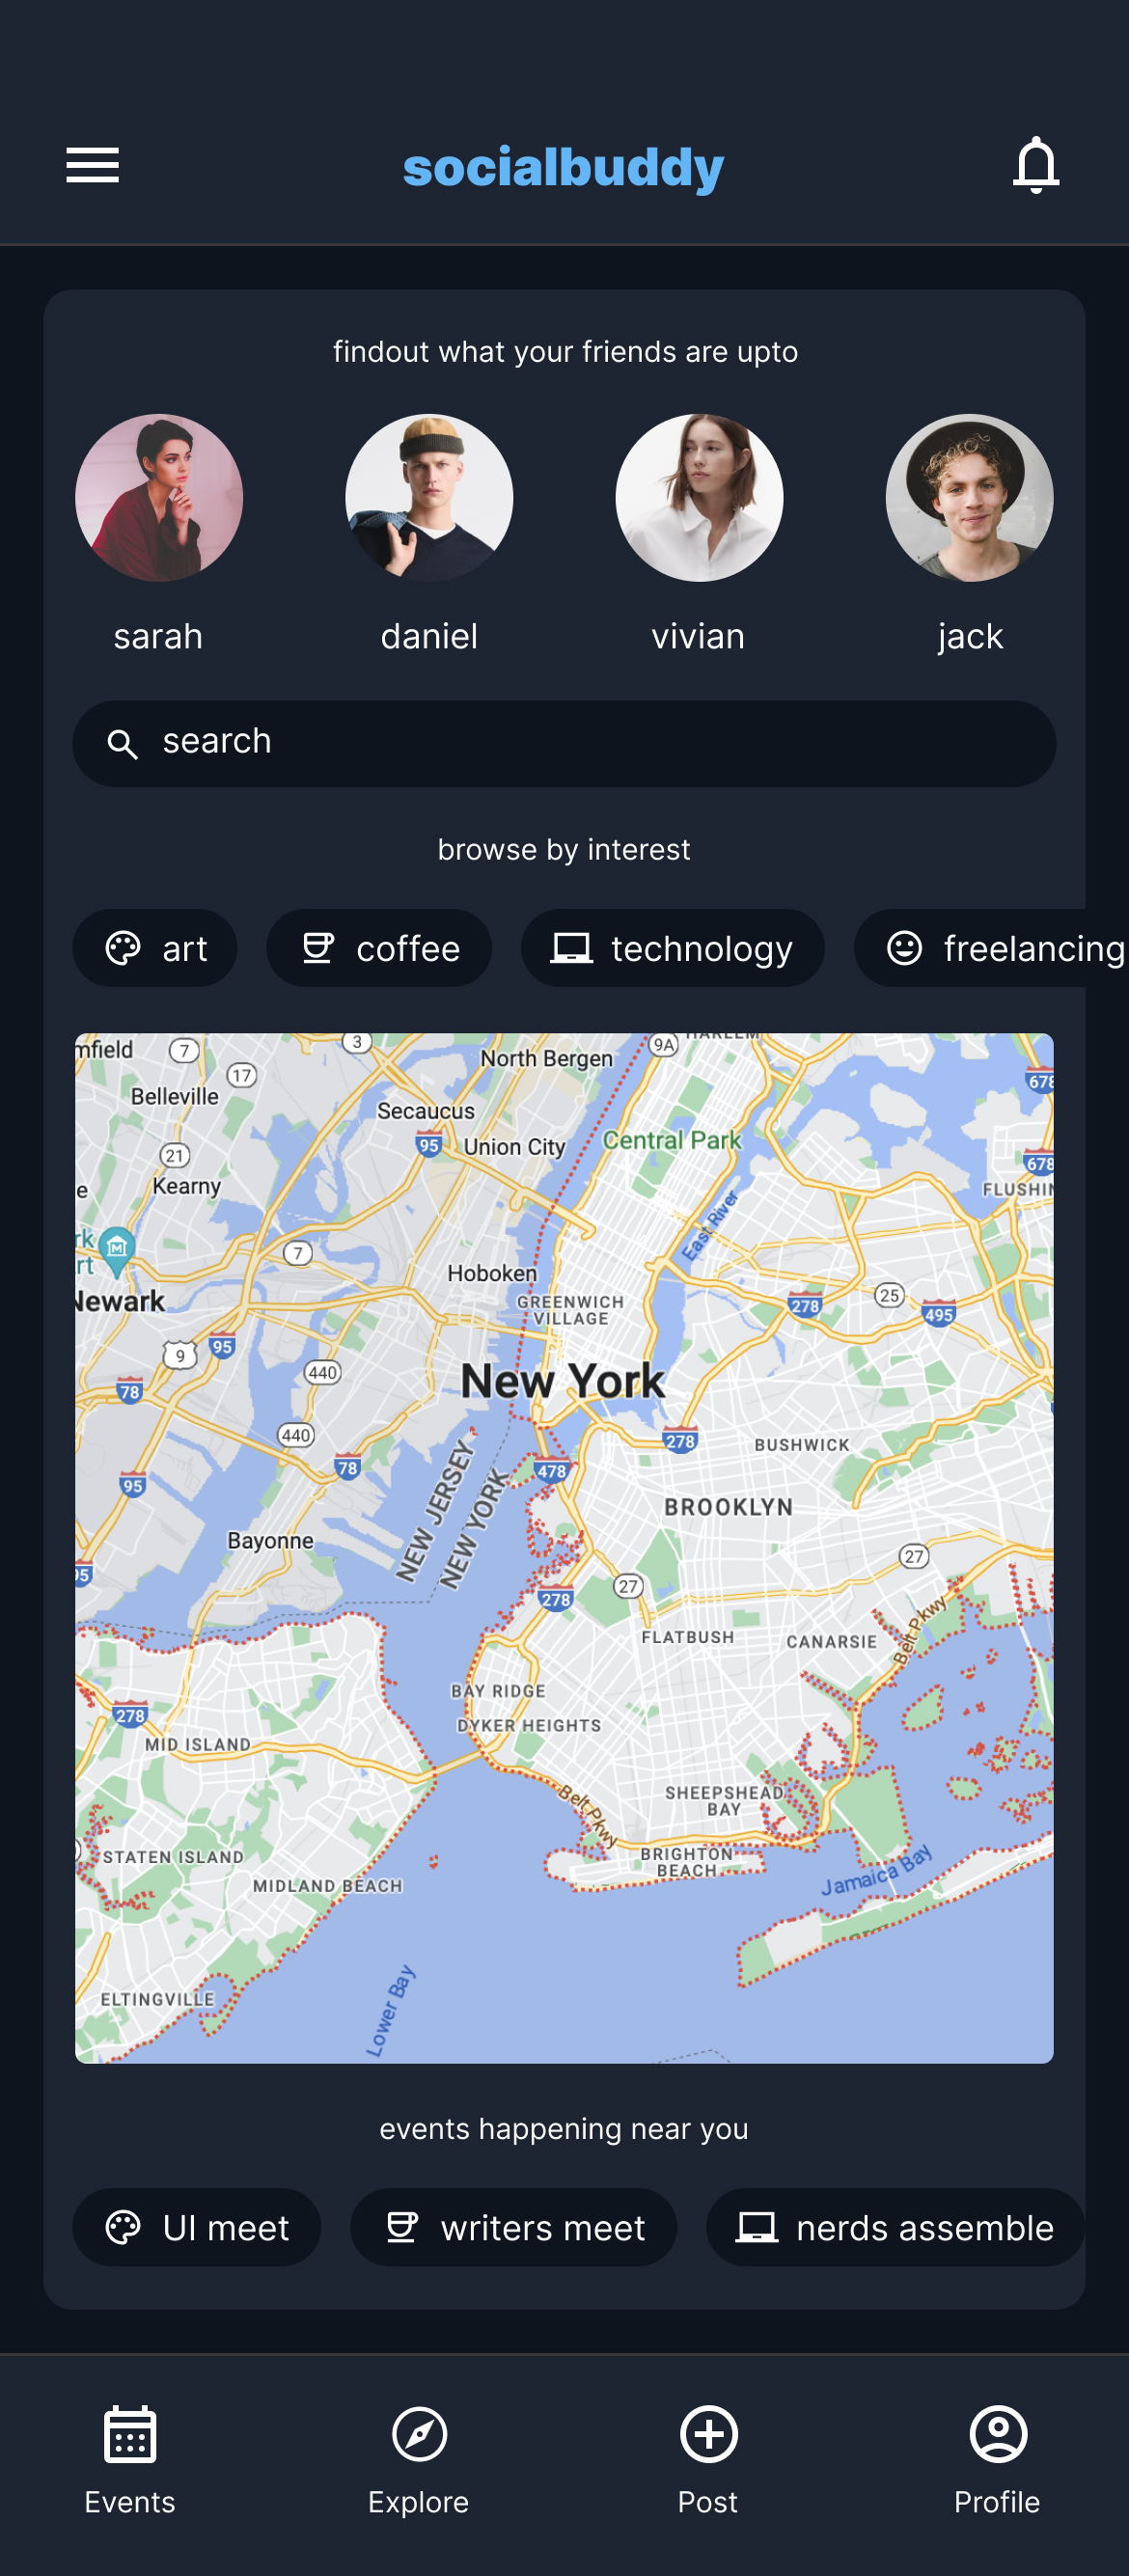 socialbuddy
findout what your friends are upto
sarah daniel vivian jack
search
browse by interest
art coffee technology freelancing
mfield 7 3 North Bergen 9A HARLEM
17
678
Belleville
Secaucus
95 Union City Central Park
21
678
Kearny
e FLUSHIN
East River
rk
7
rt
Hoboken
Newark
GREENWICH
VILLAGE
278 25 495
95
9
440
New York
78
440
278 BUSHWICK
78 478
95
NEW JERSEY
NEW YORK
BROOKLYN
Bayonne
27
95
27
278
Belt Pkwy
FLATBUSH CANARSIE
BAY RIDGE
278
DYKER HEIGHTS
MID ISLAND
SHEEPSHEAD
BAY
Belt Pkwy
STATEN ISLAND
BRIGHTON
BEACH
Jamaica Bay
MIDLAND BEACH
ELTINGVILLE
Lower Bay
events happening near you
UI meet writers meet nerds assemble
Events Explore Post Profile